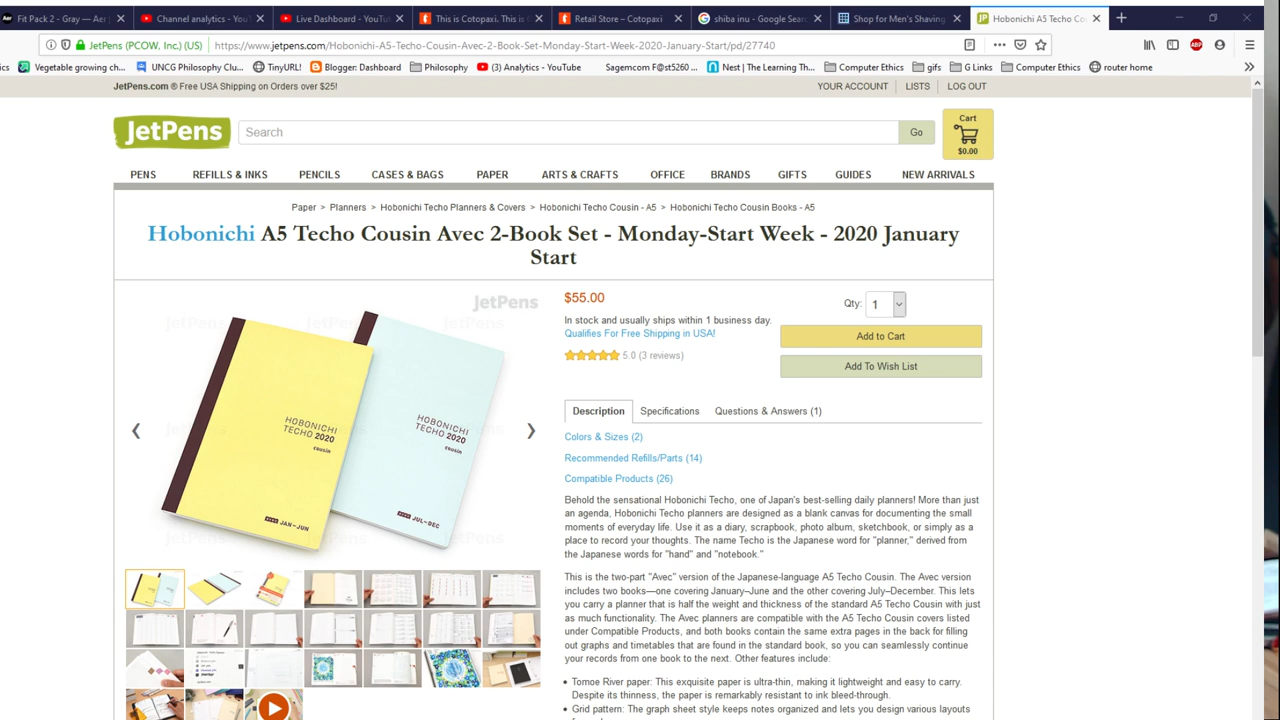 Fit Pack 2 - Gray — Aer
Channel analytics - YouT
Live Dashboard - YouTub
This is Cotopaxi. This is C
Retail Store – Cotopaxi
shiba inu - Google Searc
Shop for Men's Shaving
Hobonichi A5 Techo Co
JetPens (PCOW, Inc.) (US)
https://www.jetpens.com/Hobonichi-A5-Techo-Cousin-Avec-2-Book-Set-Monday-Start-Week-2020-January-Start/pd/27740
cs
Vegetable growing ch...
UNCG Philosophy Clu...
TinyURL!
Blogger: Dashboard
Philosophy
(3) Analytics - YouTube
Sagemcom F@st5260 ...
Nest | The Learning Th...
Computer Ethics
gifs
G Links
Computer Ethics
router home
JetPens.com ® Free USA Shipping on Orders over $25!
YOUR ACCOUNT
LISTS
LOG OUT
JetPens
Search
Go
Cart
$0.00
PENS
REFILLS & INKS
PENCILS
CASES & BAGS
PAPER
ARTS & CRAFTS
OFFICE
BRANDS
GIFTS
GUIDES
NEW ARRIVALS
Paper > Planners > Hobonichi Techo Planners & Covers > Hobonichi Techo Cousin - A5 > Hobonichi Techo Cousin Books - A5
Hobonichi A5 Techo Cousin Avec 2-Book Set - Monday-Start Week - 2020 January
Start
JetPens
HOBONICHI
TECHO 2020
cousin
avec JAN-JUN
HOBONICHI
TECHO 2020
cousin
avec JUL-DEC
$55.00
In stock and usually ships within 1 business day.
Qualifies For Free Shipping in USA!
5.0 (3 reviews)
Qty: 1
Add to Cart
Add To Wish List
Description
Specifications
Questions & Answers (1)
Colors & Sizes (2)
Recommended Refills/Parts (14)
Compatible Products (26)
Behold the sensational Hobonichi Techo, one of Japan's best-selling daily planners! More than just
an agenda, Hobonichi Techo planners are designed as a blank canvas for documenting the small
moments of everyday life. Use it as a diary, scrapbook, photo album, sketchbook, or simply as a
place to record your thoughts. The name Techo is the Japanese word for "planner," derived from
the Japanese words for "hand" and "notebook."
This is the two-part "Avec" version of the Japanese-language A5 Techo Cousin. The Avec version
includes two books—one covering January–June and the other covering July–December. This lets
you carry a planner that is half the weight and thickness of the standard A5 Techo Cousin with just
as much functionality. The Avec planners are compatible with the A5 Techo Cousin covers listed
under Compatible Products, and both books contain the same extra pages in the back for filling
out graphs and timetables that are found in the standard book, so you can seamlessly continue
your records from one book to the next. Other features include:
Tomoe River paper: This exquisite paper is ultra-thin, making it lightweight and easy to carry.
Despite its thinness, the paper is remarkably resistant to ink bleed-through.
Grid pattern: The graph sheet style keeps notes organized and lets you design various layouts